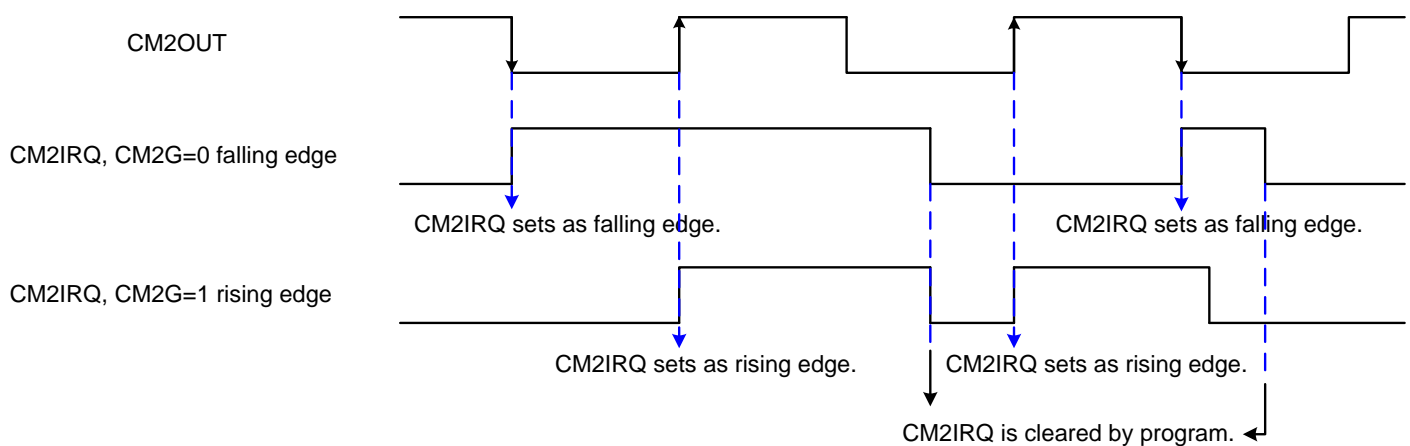 CM2OUT
CM2IRQ, CM2G=0 falling edge
CM2IRQ sets as falling edge.
CM2IRQ sets as falling edge.
CM2IRQ, CM2G=1 rising edge
CM2IRQ sets as rising edge.
CM2IRQ sets as rising edge.
CM2IRQ is cleared by program.